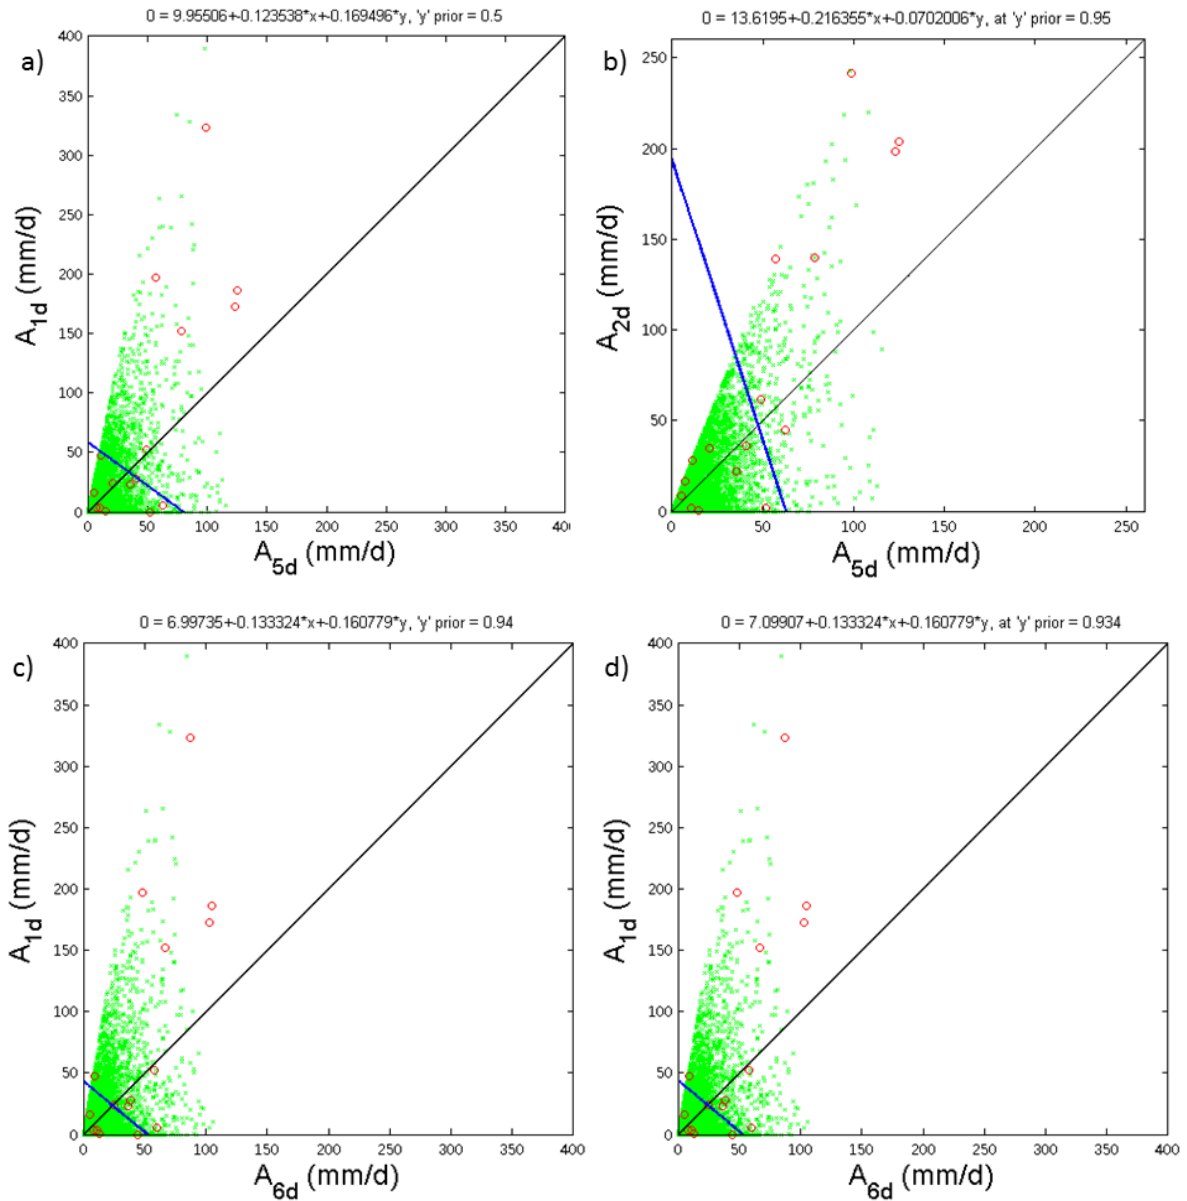 0 = 9.95506+-0.123538*x+-0.169496*y, 'y' prior = 0.5
a)
400
350
300
250
200
150
100
50
0
A1d (mm/d)
0 50 100 150 200 250 300 350 40
A5d (mm/d)
0 = 13.6195+-0.216355*x+-0.0702006*y, at 'y' prior = 0.95
b)
250
200
150
100
50
0
A2d (mm/d)
0 50 100 150 200 250
A5d (mm/d)
0 = 6.99735+-0.133324*x+-0.160779*y, 'y' prior = 0.94
c)
400
350
300
250
200
150
100
50
0
A1d (mm/d)
0 50 100 150 200 250 300 350 400
A6d (mm/d)
0 = 7.09907+-0.133324*x+-0.160779*y, at 'y' prior = 0.934
d)
400
350
300
250
200
150
100
50
0
A1d (mm/d)
0 50 100 150 200 250 300 350 400
A6d (mm/d)